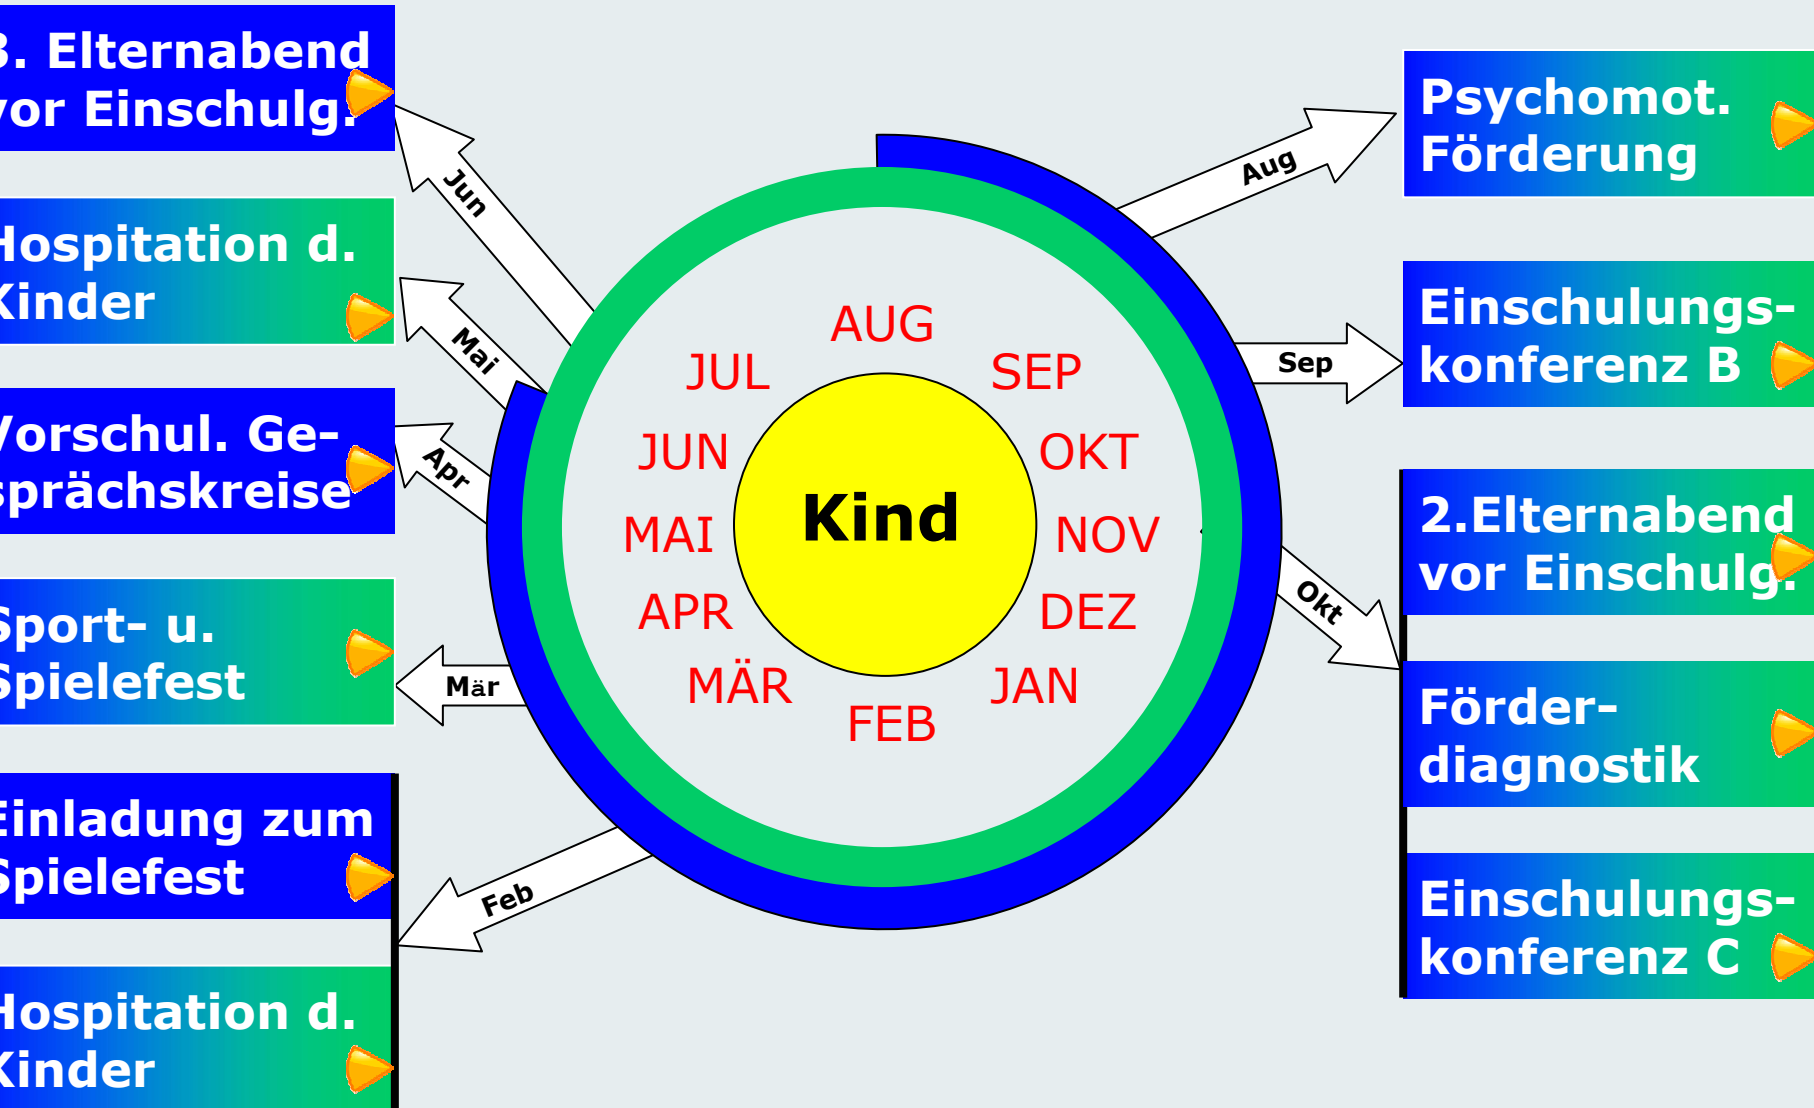 3. Elternabend
vor Einschulg.
Hospitation d.
Kinder
Vorschul. Ge-
sprächskreise
Sport- u.
Spielefest
Einladung zum
Spielefest
Hospitation d.
Kinder
Jun
Mai
Apr
Mär
Feb
AUG
JUL
SEP
JUN
OKT
Kind
MAI
NOV
APR
DEZ
MÄR
JAN
FEB
Aug
Sep
Okt
Psychomot.
Förderung
Einschulungs-
konferenz B
2.Elternabend
vor Einschulg.
Förder-
diagnostik
Einschulungs-
konferenz C